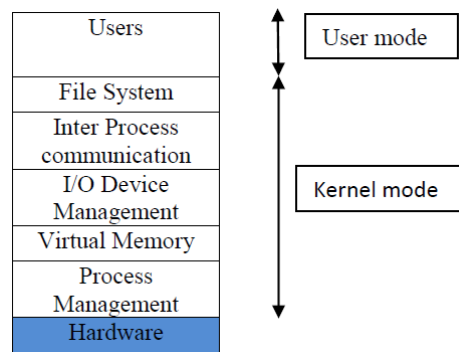 Users
File System
Inter Process
communication
I/O Device
Management
Virtual Memory
Process
Management
Hardware
User mode
Kernel mode